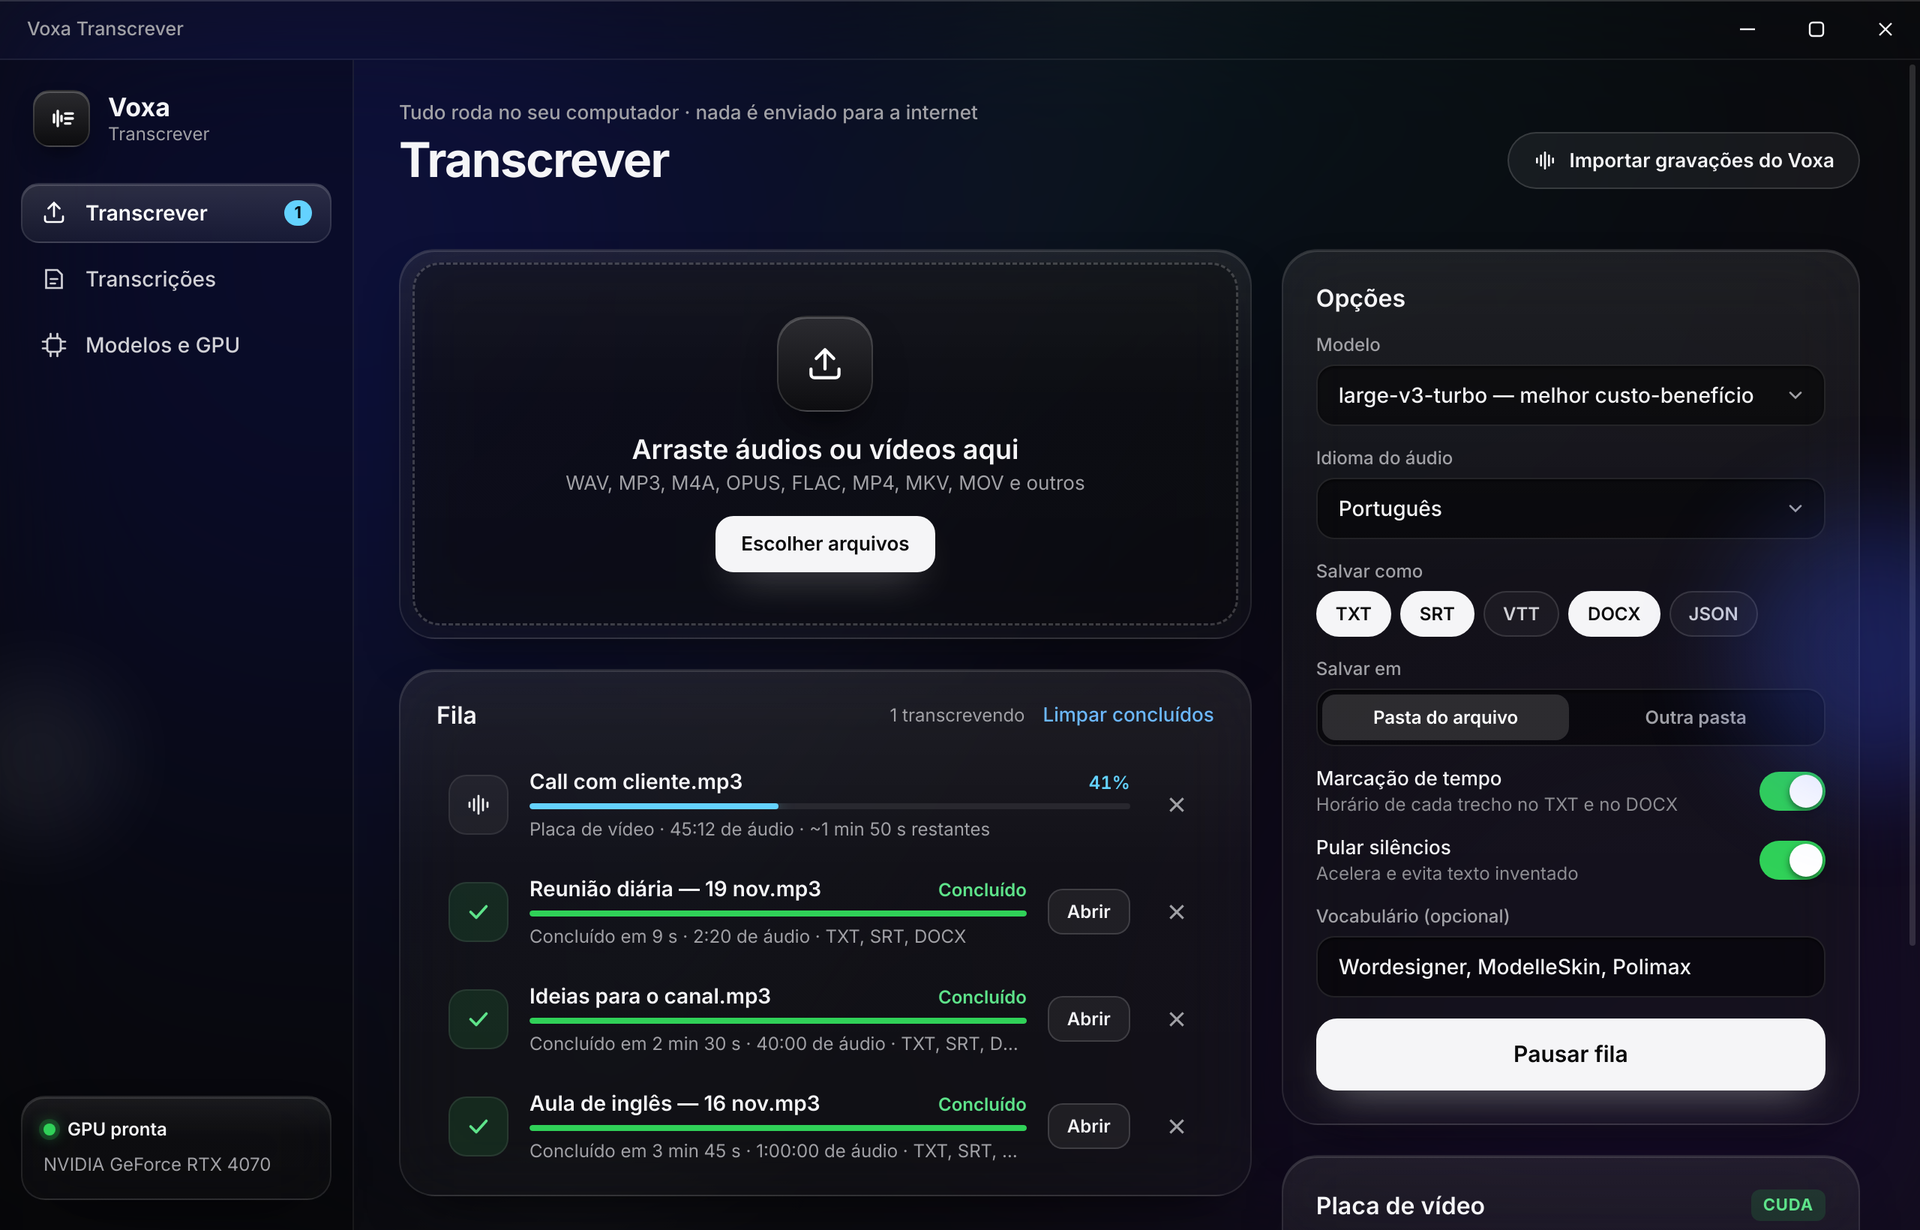 Voxa Transcrever
Voxa
Transcrever
Transcrever
1
Transcrições
Modelos e GPU
GPU pronta
NVIDIA GeForce RTX 4070
Tudo roda no seu computador · nada é enviado para a internet
Transcrever
Importar gravações do Voxa
Arraste áudios ou vídeos aqui
WAV, MP3, M4A, OPUS, FLAC, MP4, MKV, MOV e outros
Escolher arquivos
Fila
1 transcrevendo
Limpar concluídos
Call com cliente.mp3
41%
Placa de vídeo · 45:12 de áudio · ~1 min 50 s restantes
Reunião diária — 19 nov.mp3
Concluído
Abrir
Concluído em 9 s · 2:20 de áudio · TXT, SRT, DOCX
Ideias para o canal.mp3
Concluído
Abrir
Concluído em 2 min 30 s · 40:00 de áudio · TXT, SRT, D...
Aula de inglês — 16 nov.mp3
Concluído
Abrir
Concluído em 3 min 45 s · 1:00:00 de áudio · TXT, SRT, ...
Opções
Modelo
large-v3-turbo — melhor custo-benefício
Idioma do áudio
Português
Salvar como
TXT
SRT
VTT
DOCX
JSON
Salvar em
Pasta do arquivo
Outra pasta
Marcação de tempo
Horário de cada trecho no TXT e no DOCX
Pular silêncios
Acelera e evita texto inventado
Vocabulário (opcional)
Wordesigner, ModelleSkin, Polimax
Pausar fila
Placa de vídeo
CUDA